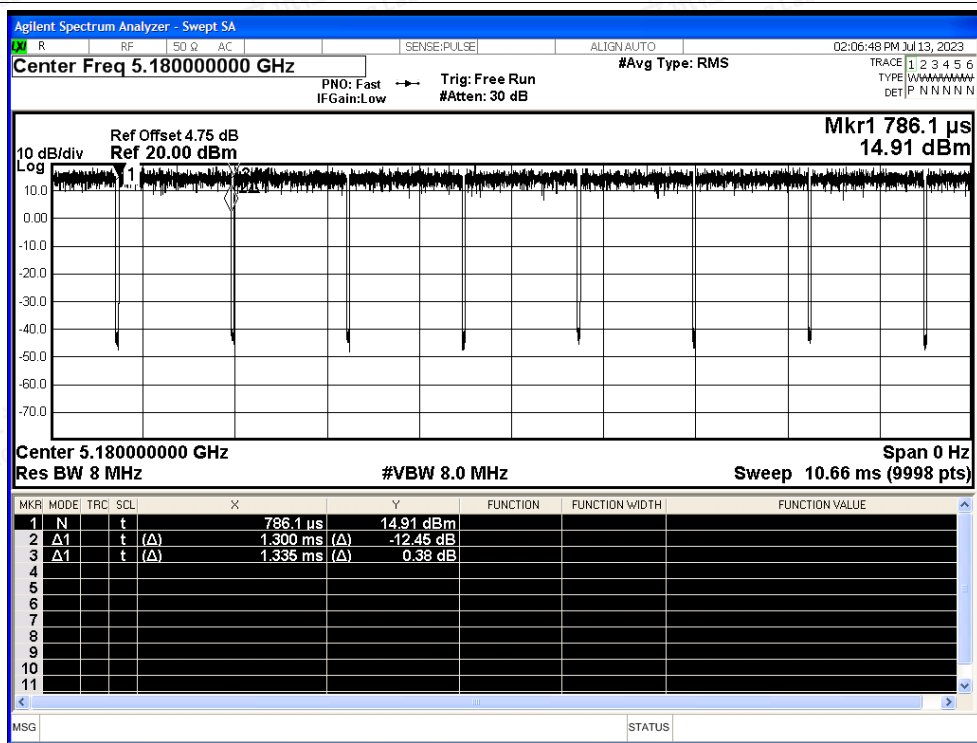 Agilent Spectrum Analyzer - Swept SA
LXI R RF 50 Ω AC SENSE:PULSE ALIGN AUTO 02:06:48 PM Jul 13, 2023
Center Freq 5.180000000 GHz #Avg Type: RMS TRACE 1 2 3 4 5 6
PNO: Fast Trig: Free Run TYPE WWWWWW
IFGain:Low #Atten: 30 dB DET P N N N N N
Mkr1 786.1 µs
Ref Offset 4.75 dB
10 dB/div Ref 20.00 dBm 14.91 dBm
Log
1
10.0
0.00
-10.0
-20.0
-30.0
-40.0
-50.0
-60.0
-70.0
Center 5.180000000 GHz Span 0 Hz
Res BW 8 MHz #VBW 8.0 MHz Sweep 10.66 ms (9998 pts)
MKR MODE TRC SCL X Y FUNCTION FUNCTION WIDTH FUNCTION VALUE
1 N t 786.1 µs 14.91 dBm
2 Δ1 t (Δ) 1.300 ms (Δ) -12.45 dB
3 Δ1 t (Δ) 1.335 ms (Δ) 0.38 dB
4
5
6
7
8
9
10
11
MSG STATUS